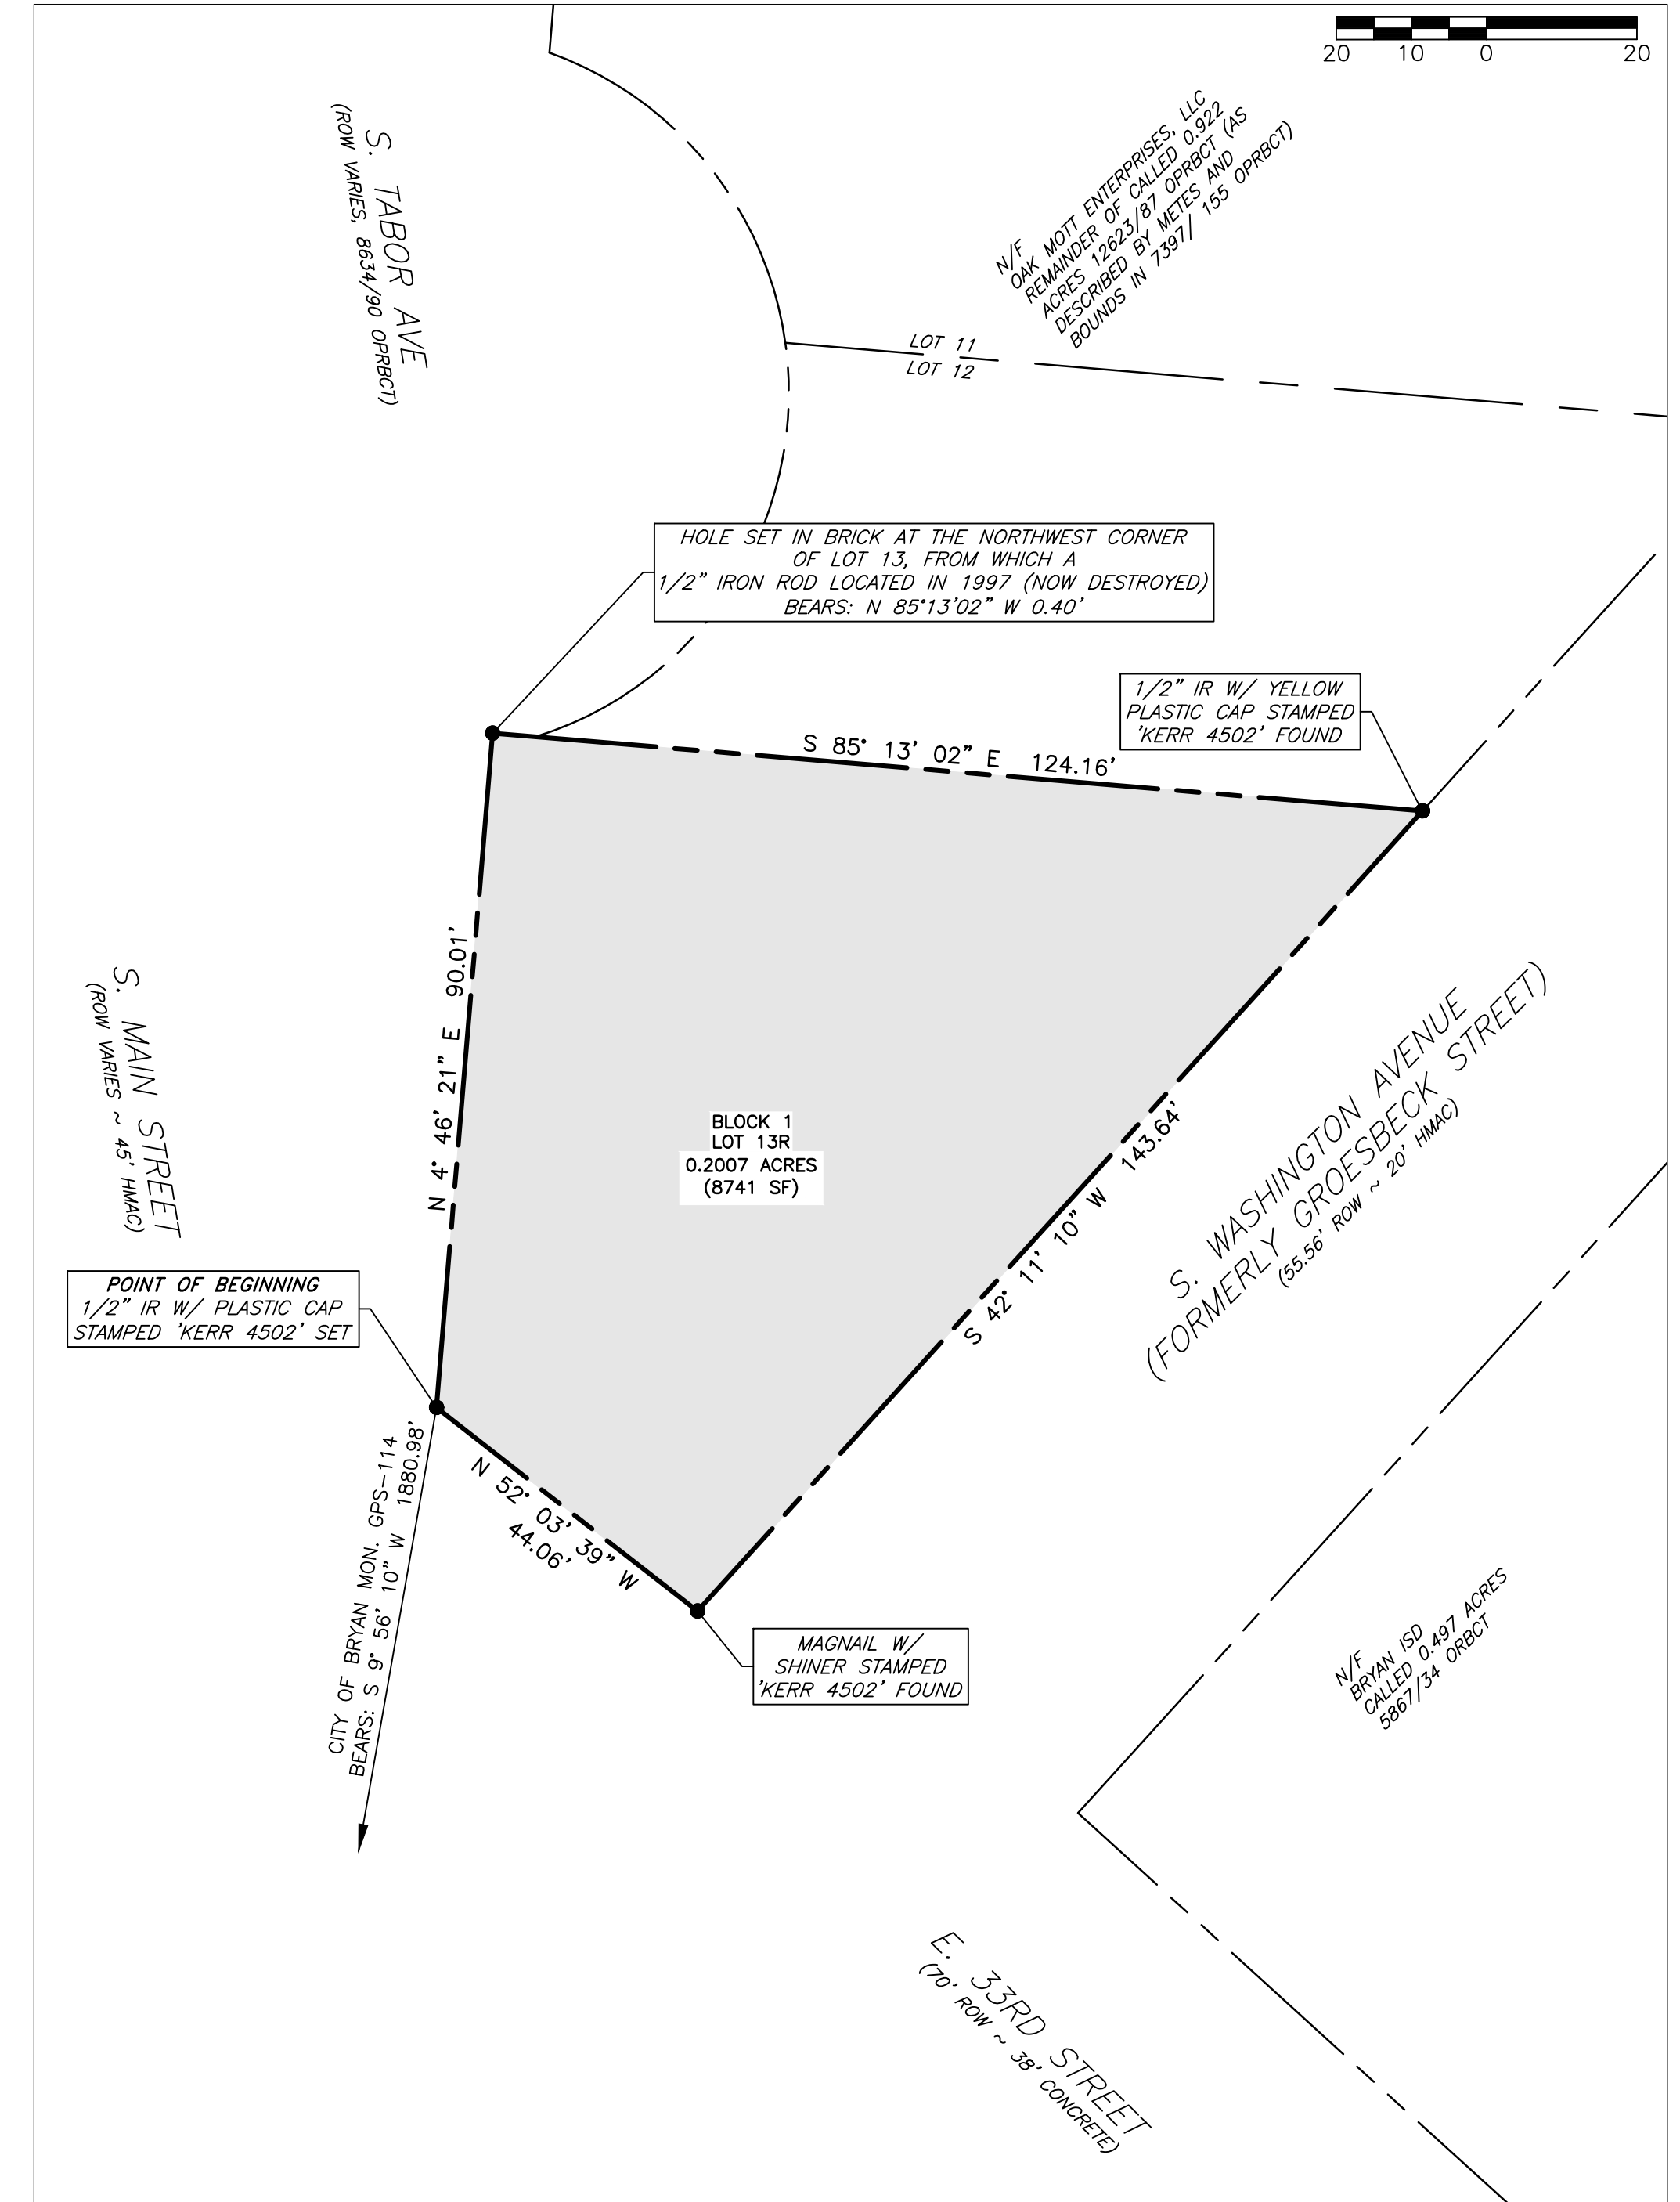 20 10 0 20
S. TABOR AVE
(ROW VARIES, 8634/90 OPRBCT)
N/F
OAK MOTT ENTERPRISES, LLC
REMAINDER OF CALLED 0.922
ACRES 12623/87 OPRBCT (AS
DESCRIBED BY METES AND
BOUNDS IN 7397/ 155 OPRBCT)
LOT 11
LOT 12
HOLE SET IN BRICK AT THE NORTHWEST CORNER
OF LOT 13, FROM WHICH A
1/2" IRON ROD LOCATED IN 1997 (NOW DESTROYED)
BEARS: N 85°13'02" W 0.40'
1/2" IR W/ YELLOW
PLASTIC CAP STAMPED
'KERR 4502' FOUND
S 85° 13' 02" E 124.16'
N 4° 46' 21" E 90.01'
S. MAIN STREET
(ROW VARIES ~ 45' HMAC)
BLOCK 1
LOT 13R
0.2007 ACRES
(8741 SF)
S 42° 11' 10" W 143.64'
S. WASHINGTON AVENUE
(FORMERLY GROESBECK STREET)
(55.56' ROW ~ 20' HMAC)
POINT OF BEGINNING
1/2" IR W/ PLASTIC CAP
STAMPED 'KERR 4502' SET
CITY OF BRYAN MON. GPS-114
BEARS: S 9° 56' 10" W 1880.98'
N 52° 03' 39" W
44.06'
MAGNAIL W/
SHINER STAMPED
'KERR 4502' FOUND
N/F
BRYAN ISD
CALLED 0.497 ACRES
5867/34 ORBCT
E. 33RD STREET
(70' ROW ~ 38' CONCRETE)